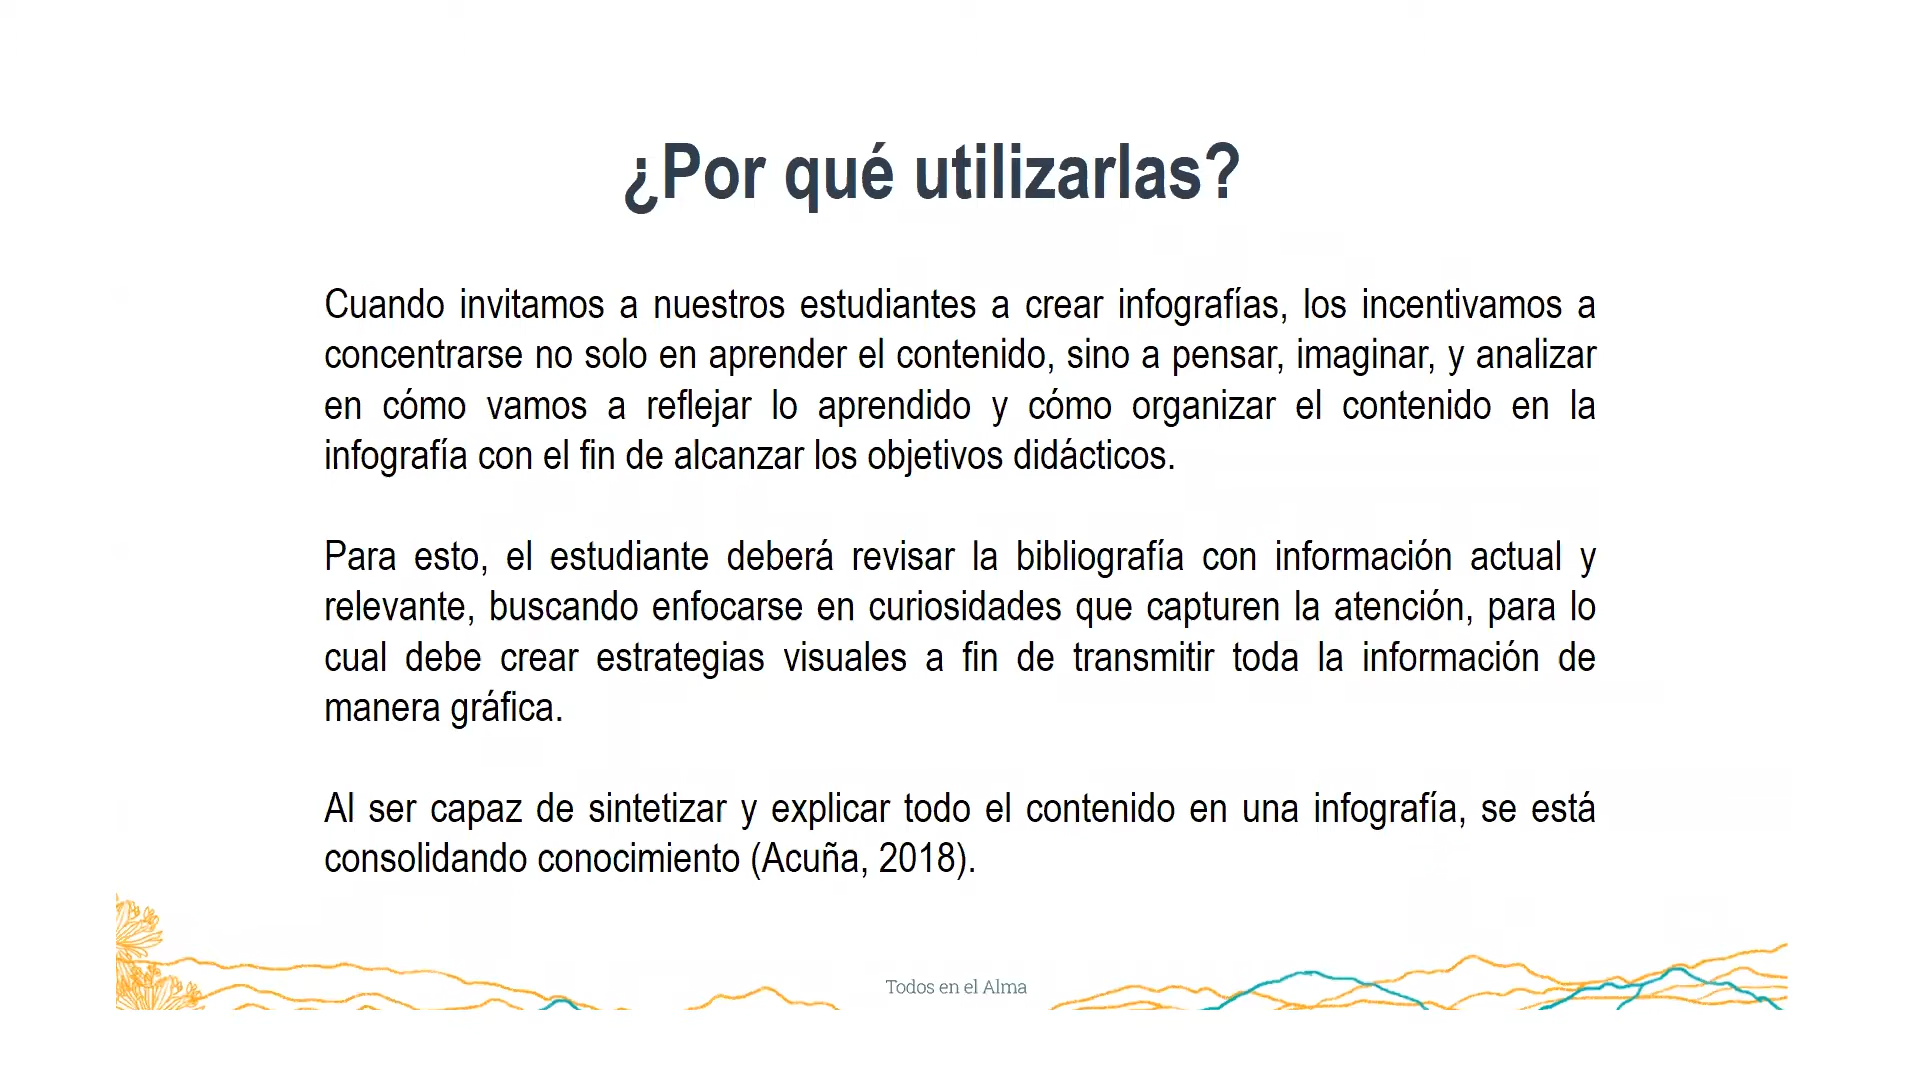 ¿Por qué utilizarlas?
Cuando invitamos a nuestros estudiantes a crear infografías, los incentivamos a
concentrarse no solo en aprender el contenido, sino a pensar, imaginar, y analizar
en cómo vamos a reflejar lo aprendido y cómo organizar el contenido en la
infografía con el fin de alcanzar los objetivos didácticos.
Para esto, el estudiante deberá revisar la bibliografía con información actual y
relevante, buscando enfocarse en curiosidades que capturen la atención, para lo
cual debe crear estrategias visuales a fin de transmitir toda la información de
manera gráfica.
Al ser capaz de sintetizar y explicar todo el contenido en una infografía, se está
consolidando conocimiento (Acuña, 2018).
Todos en el Alma